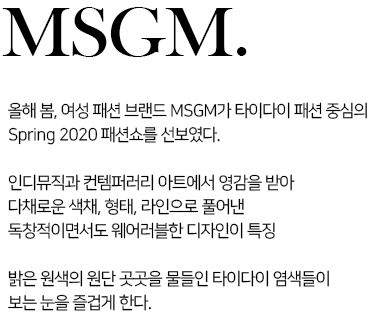 MSGM.
올해 봄, 여성 패션 브랜드 MSGM가 타이다이 패션 중심의
Spring 2020 패션쇼를 선보였다.
인디뮤직과 컨템퍼러리 아트에서 영감을 받아
다채로운 색채, 형태, 라인으로 풀어낸
독창적이면서도 웨어러블한 디자인이 특징
밝은 원색의 원단 곳곳을 물들인 타이다이 염색들이
보는 눈을 즐겁게 한다.